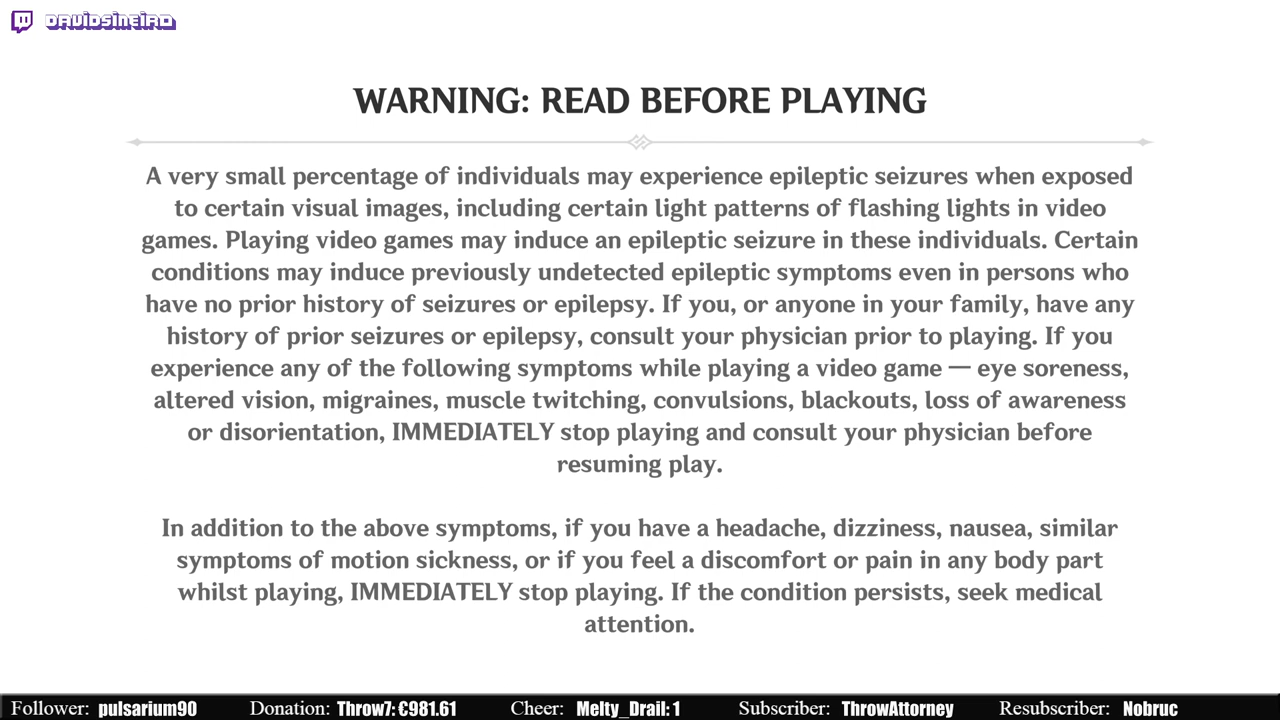 DAVIDSINEIRO
WARNING: READ BEFORE PLAYING
A very small percentage of individuals may experience epileptic seizures when exposed
to certain visual images, including certain light patterns of flashing lights in video
games. Playing video games may induce an epileptic seizure in these individuals. Certain
conditions may induce previously undetected epileptic symptoms even in persons who
have no prior history of seizures or epilepsy. If you, or anyone in your family, have any
history of prior seizures or epilepsy, consult your physician prior to playing. If you
experience any of the following symptoms while playing a video game — eye soreness,
altered vision, migraines, muscle twitching, convulsions, blackouts, loss of awareness
or disorientation, IMMEDIATELY stop playing and consult your physician before
resuming play.
In addition to the above symptoms, if you have a headache, dizziness, nausea, similar
symptoms of motion sickness, or if you feel a discomfort or pain in any body part
whilst playing, IMMEDIATELY stop playing. If the condition persists, seek medical
attention.
Follower: pulsarium90 Donation: Throw7: €981.61 Cheer: Melty_Drail: 1 Subscriber: ThrowAttorney Resubscriber: Nobruc